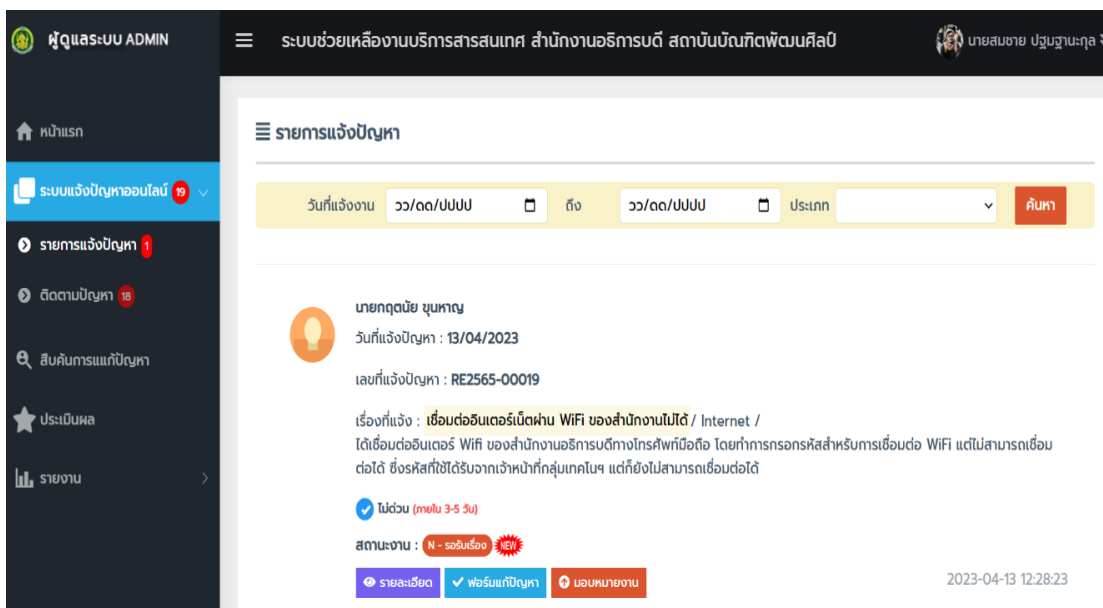 ผู้ดูแลระบบ ADMIN
ระบบช่วยเหลืองานบริการสารสนเทศ สำนักงานอธิการบดี สถาบันบัณฑิตพัฒนศิลป์
นายสมชาย ปฐมฐานะกุล
หน้าแรก
ระบบแจ้งปัญหาออนไลน์ 19
รายการแจ้งปัญหา 1
ติดตามปัญหา 18
สืบค้นการแแก้ปัญหา
ประเมินผล
รายงาน
รายการแจ้งปัญหา
วันที่แจ้งงาน วว/ดด/ปปปป ถึง วว/ดด/ปปปป ประเภท ค้นหา
นายกฤตนัย ขุนหาญ
วันที่แจ้งปัญหา : 13/04/2023
เลขที่แจ้งปัญหา : RE2565-00019
เรื่องที่แจ้ง : เชื่อมต่ออินเตอร์เน็ตผ่าน WiFi ของสำนักงานไม่ได้ / Internet /
ได้เชื่อมต่ออินเตอร์ Wifi ของสำนักงานอธิการบดีทางโทรศัพท์มือถือ โดยทำการกรอกรหัสสำหรับการเชื่อมต่อ WiFi แต่ไม่สามารถเชื่อม
ต่อได้ ซึ่งรหัสที่ใช้ได้รับจากเจ้าหน้าที่กลุ่มเทคโนฯ แต่ก็ยังไม่สามารถเชื่อมต่อได้
ไม่ด่วน (ภายใน 3-5 วัน)
สถานะงาน : N - รอรับเรื่อง NEW
รายละเอียด ฟอร์มแก้ปัญหา มอบหมายงาน
2023-04-13 12:28:23